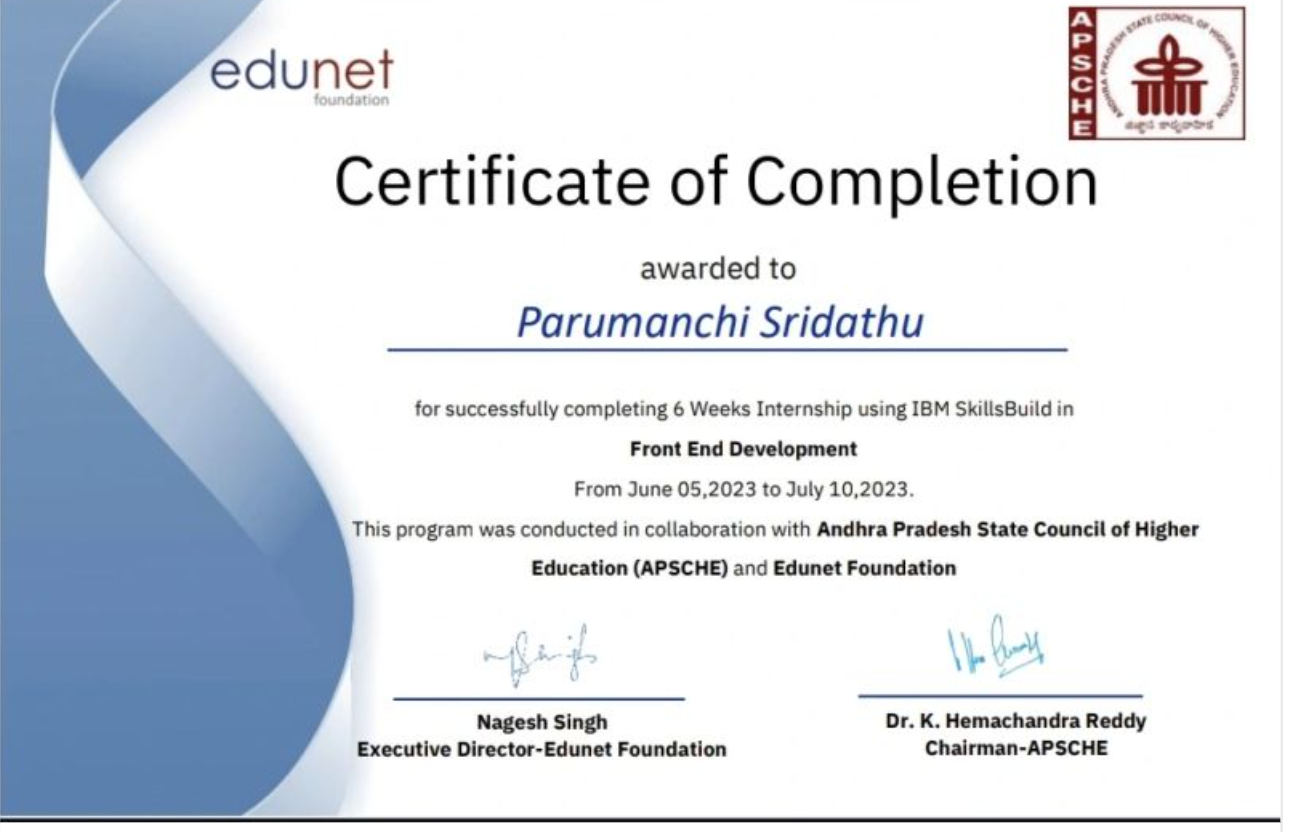 edunet
foundation
APSCHE
ANDHRA PRADESH STATE COUNCIL OF HIGHER EDUCATION
Certificate of Completion
awarded to
Parumanchi Sridathu
for successfully completing 6 Weeks Internship using IBM SkillsBuild in
Front End Development
From June 05,2023 to July 10,2023.
This program was conducted in collaboration with Andhra Pradesh State Council of Higher
Education (APSCHE) and Edunet Foundation
Nagesh Singh
Executive Director-Edunet Foundation
Dr. K. Hemachandra Reddy
Chairman-APSCHE